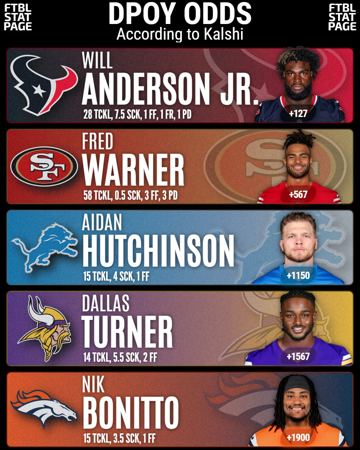 FTBL
STAT
PAGE
DPOY ODDS
According to Kalshi
FTBL
STAT
PAGE
WILL
ANDERSON JR.
28 TCKL, 7.5 SCK, 1 FF, 1 FR, 1 PD
+127
FRED
WARNER
58 TCKL, 0.5 SCK, 3 FF, 3 PD
SF
+567
AIDAN
HUTCHINSON
15 TCKL, 4 SCK, 1 FF
+1150
DALLAS
TURNER
14 TCKL, 5.5 SCK, 2 FF
+1567
NIK
BONITTO
15 TCKL, 3.5 SCK, 1 FF
+1900